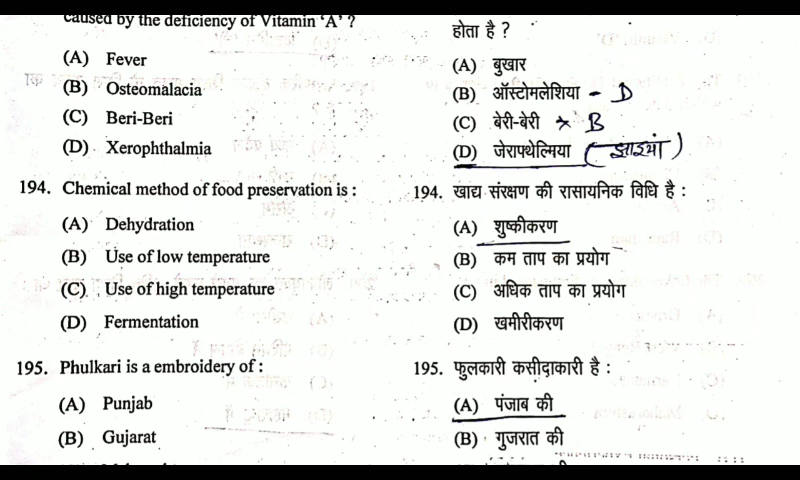 caused by the deficiency of Vitamin ‘A’ ?
(A) Fever
(B) Osteomalacia
(C) Beri-Beri
(D) Xerophthalmia
194. Chemical method of food preservation is :
(A) Dehydration
(B) Use of low temperature
(C) Use of high temperature
(D) Fermentation
195. Phulkari is a embroidery of :
(A) Punjab
(B) Gujarat
होता है ?
(A) बुखार
(B) ऑस्टोमलेशिया - D
(C) बेरी-बेरी × B
(D) जेरापथेल्मिया
194. खाद्य संरक्षण की रासायनिक विधि है :
(A) शुष्कीकरण
(B) कम ताप का प्रयोग
(C) अधिक ताप का प्रयोग
(D) खमीरीकरण
195. फुलकारी कसीदाकारी है :
(A) पंजाब की
(B) गुजरात की